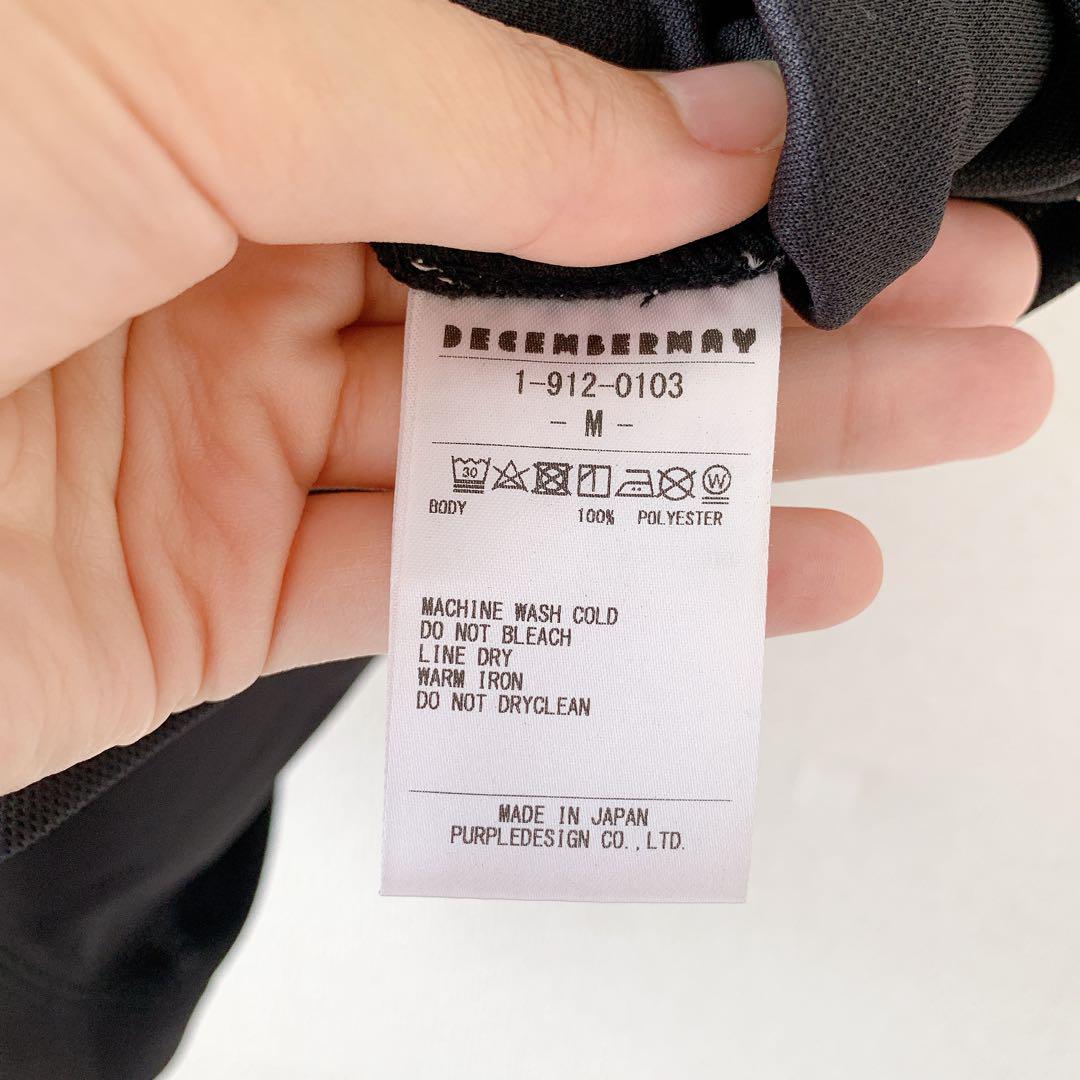 DECEMBERMAY
1-912-0103
- M -
30 W
BODY 100% POLYESTER
MACHINE WASH COLD
DO NOT BLEACH
LINE DRY
WARM IRON
DO NOT DRYCLEAN
MADE IN JAPAN
PURPLEDESIGN CO.,LTD.